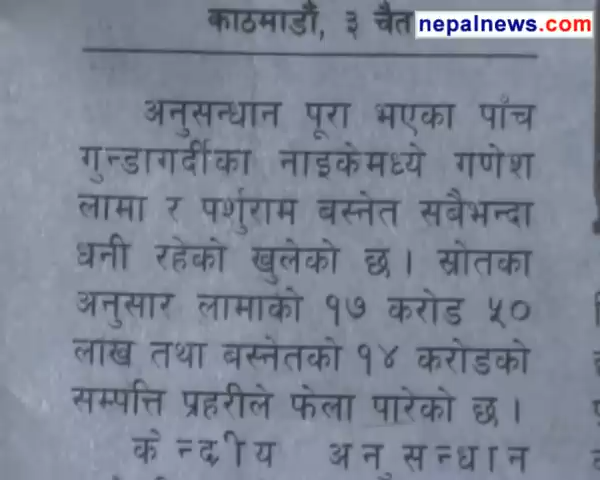 काठमाडौं, ३ चैत
nepalnews.com
अनुसन्धान पूरा भएका पाँच
गुन्डागर्दीका नाइकेमध्ये गणेश
लामा र पर्शुराम बस्नेत सबैभन्दा
धनी रहेको खुलेको छ । स्रोतका
अनुसार लामाको १७ करोड ५०
लाख तथा बस्नेतको १४ करोडको
सम्पत्ति प्रहरीले फेला पारेको छ ।
केन्द्रीय अनुसन्धान